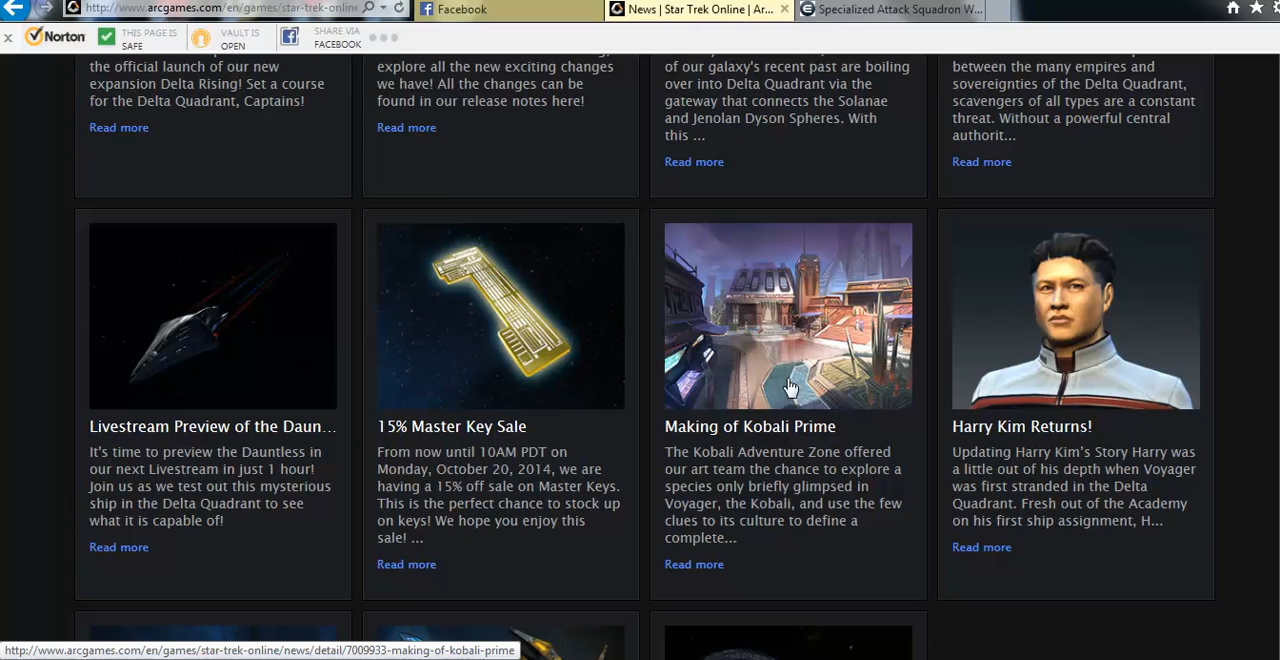 http://www.arcgames.com/en/games/star-trek-online
Facebook
News | Star Trek Online | Ar...
Specialized Attack Squadron W...
Norton
THIS PAGE IS
SAFE
VAULT IS
OPEN
SHARE VIA
FACEBOOK
the official launch of our new
expansion Delta Rising! Set a course
for the Delta Quadrant, Captains!
Read more
explore all the new exciting changes
we have! All the changes can be
found in our release notes here!
Read more
of our galaxy's recent past are boiling
over into Delta Quadrant via the
gateway that connects the Solanae
and Jenolan Dyson Spheres. With
this ...
Read more
between the many empires and
sovereignties of the Delta Quadrant,
scavengers of all types are a constant
threat. Without a powerful central
authorit...
Read more
Livestream Preview of the Daun...
It's time to preview the Dauntless in
our next Livestream in just 1 hour!
Join us as we test out this mysterious
ship in the Delta Quadrant to see
what it is capable of!
Read more
15% Master Key Sale
From now until 10AM PDT on
Monday, October 20, 2014, we are
having a 15% off sale on Master Keys.
This is the perfect chance to stock up
on keys! We hope you enjoy this
sale! ...
Read more
Making of Kobali Prime
The Kobali Adventure Zone offered
our art team the chance to explore a
species only briefly glimpsed in
Voyager, the Kobali, and use the few
clues to its culture to define a
complete...
Read more
Harry Kim Returns!
Updating Harry Kim's Story Harry was
a little out of his depth when Voyager
was first stranded in the Delta
Quadrant. Fresh out of the Academy
on his first ship assignment, H...
Read more
http://www.arcgames.com/en/games/star-trek-online/news/detail/7009933-making-of-kobali-prime